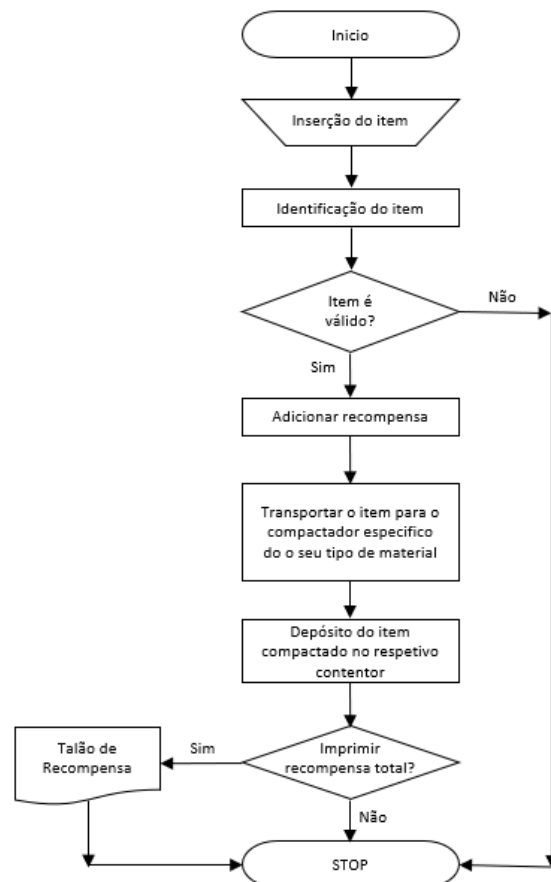 Inicio
Inserção do item
Identificação do item
Item é
válido?
Não
Sim
Adicionar recompensa
Transportar o item para o
compactador especifico
do o seu tipo de material
Depósito do item
compactado no respetivo
contentor
Talão de
Recompensa
Sim
Imprimir
recompensa total?
Não
STOP